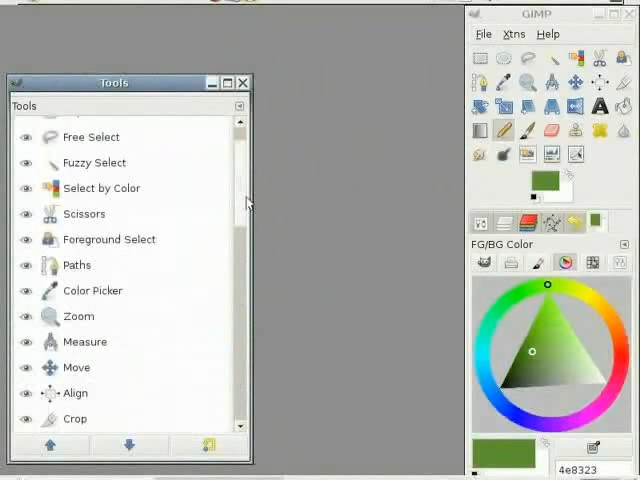 GIMP
File Xtns Help
Tools
Tools
Free Select
Fuzzy Select
Select by Color
Scissors
Foreground Select
Paths
Color Picker
Zoom
Measure
Move
Align
Crop
FG/BG Color
4e8323